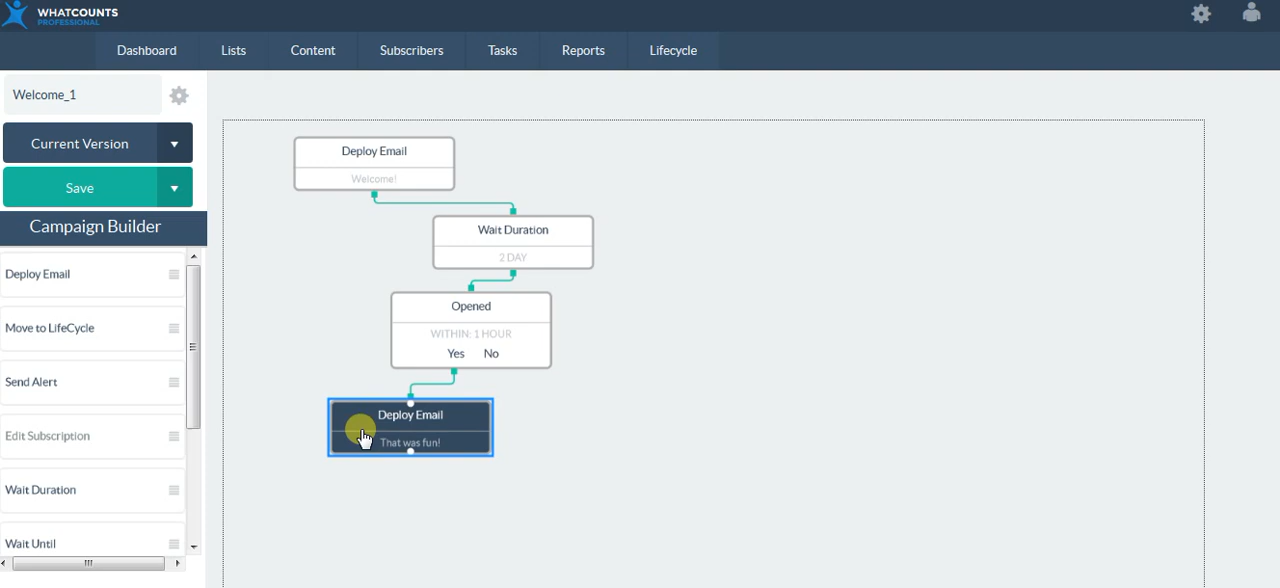 WHATCOUNTS
PROFESSIONAL
Dashboard Lists Content Subscribers Tasks Reports Lifecycle
Welcome_1
Current Version
Save
Campaign Builder
Deploy Email
Move to LifeCycle
Send Alert
Edit Subscription
Wait Duration
Wait Until
Deploy Email
Welcome!
Wait Duration
2 DAY
Opened
WITHIN: 1 HOUR
Yes No
Deploy Email
That was fun!